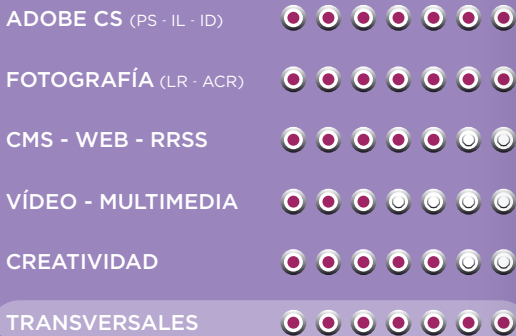 ADOBE CS (PS - IL - ID)
FOTOGRAFÍA (LR - ACR)
CMS - WEB - RRSS
VÍDEO - MULTIMEDIA
CREATIVIDAD
TRANSVERSALES